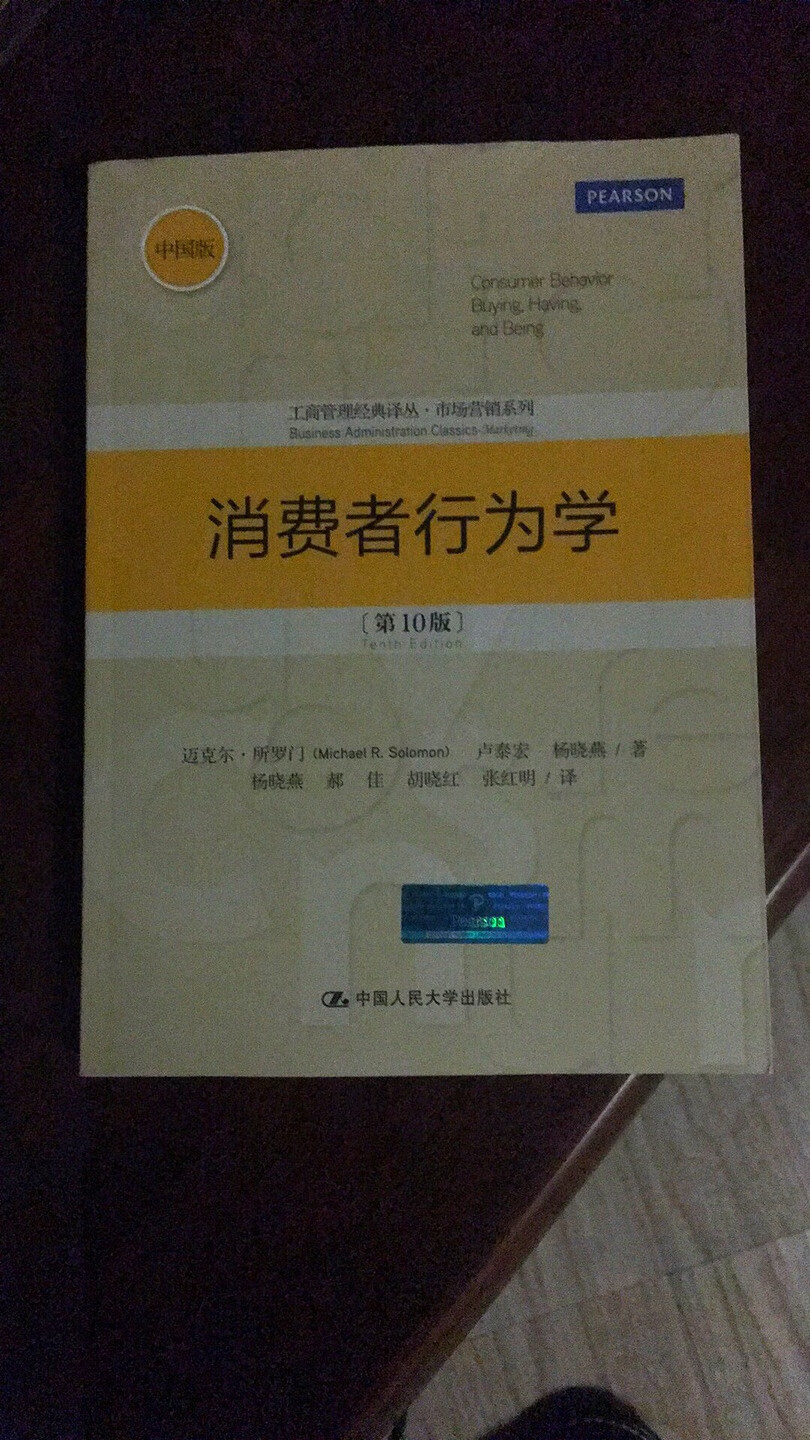 PEARSON
中国版
Consumer Behavior
Buying, Having,
and Being
工商管理经典译丛·市场营销系列
Business Administration Classics·Marketing
消费者行为学
〔第10版〕
Tenth Edition
迈克尔·所罗门（Michael R. Solomon） 卢泰宏 杨晓燕 / 著
杨晓燕 郝 佳 胡晓红 张红明 / 译
Pearson
中国人民大学出版社